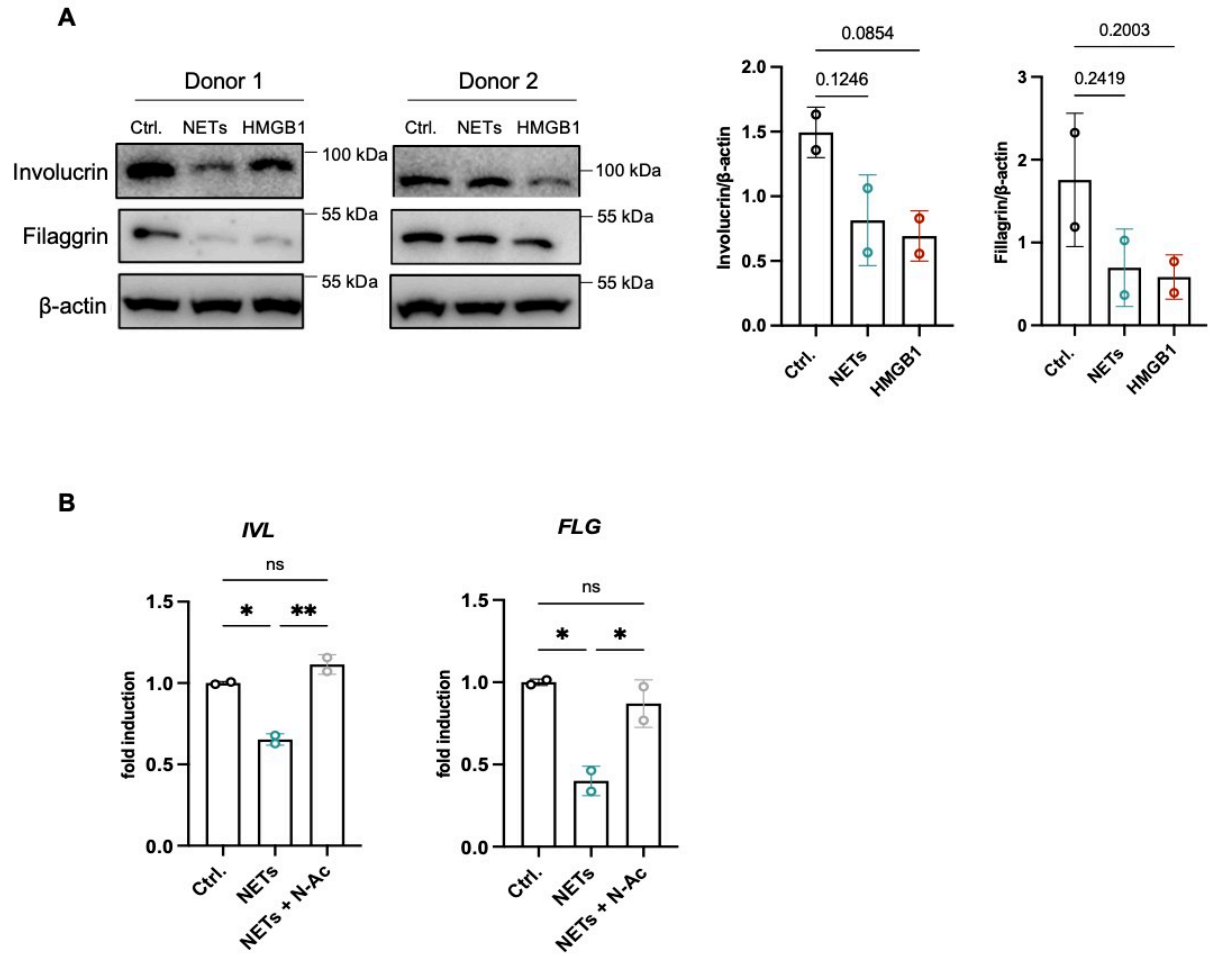 A
Donor 1
Donor 2
Ctrl. NETs HMGB1
Ctrl. NETs HMGB1
Involucrin
100 kDa
100 kDa
Filaggrin
55 kDa
55 kDa
β-actin
55 kDa
55 kDa
0.0854
0.1246
2.0
1.5
1.0
0.5
0.0
Involucrin/β-actin
Ctrl.
NETs
HMGB1
0.2003
0.2419
3
2
1
0
Fillagrin/β-actin
Ctrl.
NETs
HMGB1
B
IVL
ns
* **
1.5
1.0
0.5
0.0
fold induction
Ctrl.
NETs
NETs + N-Ac
FLG
ns
* *
1.5
1.0
0.5
0.0
fold induction
Ctrl.
NETs
NETs + N-Ac